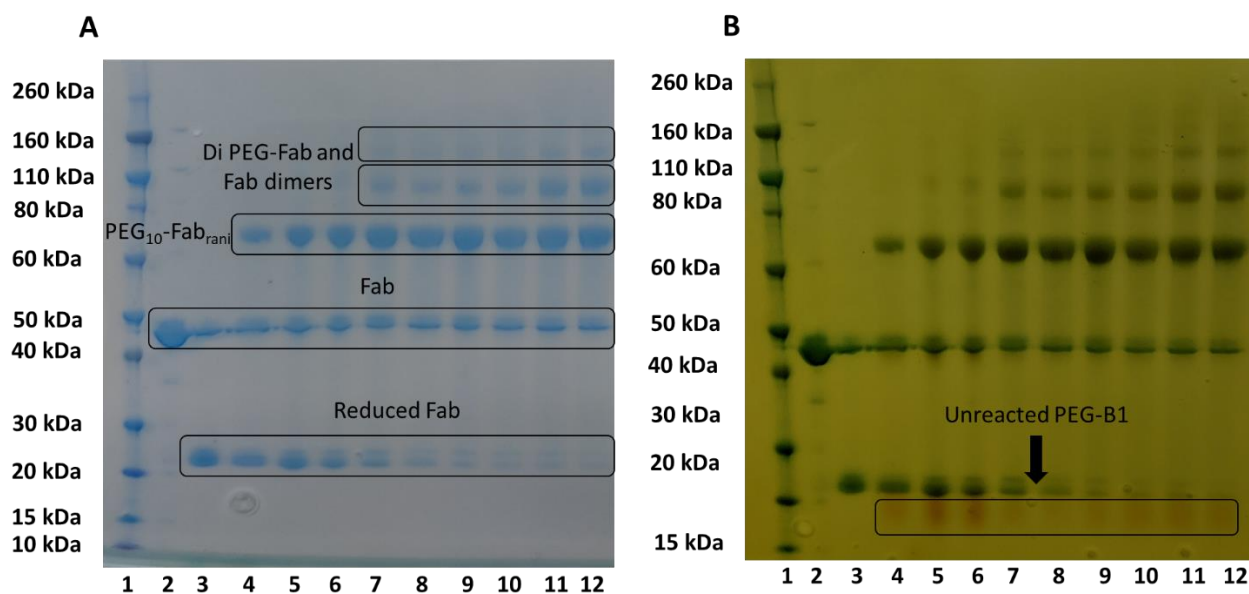 A
260 kDa
160 kDa
110 kDa
80 kDa
60 kDa
50 kDa
40 kDa
30 kDa
20 kDa
15 kDa
10 kDa
Di PEG-Fab and
Fab dimers
PEG10-Fabrani
Fab
Reduced Fab
1 2 3 4 5 6 7 8 9 10 11 12
B
260 kDa
160 kDa
110 kDa
80 kDa
60 kDa
50 kDa
40 kDa
30 kDa
20 kDa
15 kDa
Unreacted PEG-B1
1 2 3 4 5 6 7 8 9 10 11 12